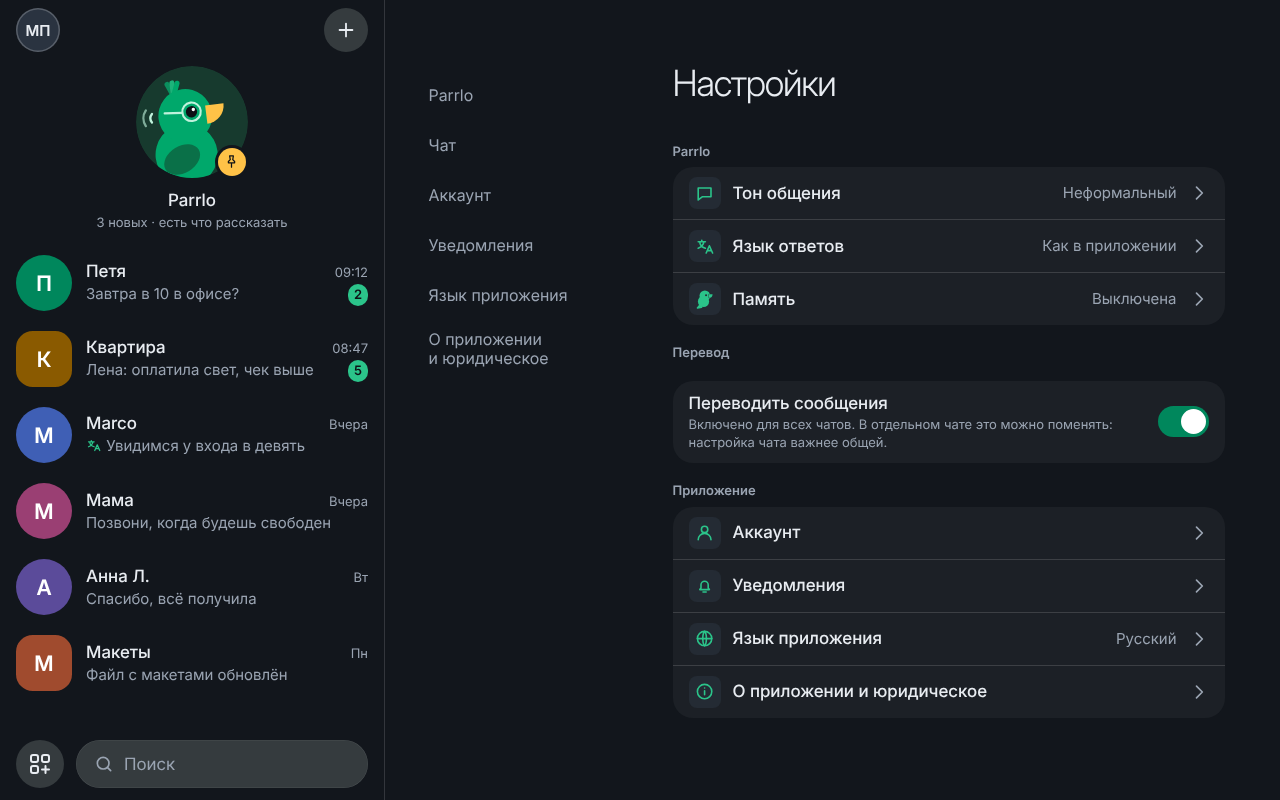 МП
Parrlo
3 новых · есть что рассказать
Петя
09:12
Завтра в 10 в офисе?
2
П
Квартира
08:47
Лена: оплатила свет, чек выше
5
К
Marco
Вчера
Увидимся у входа в девять
M
Мама
Вчера
Позвони, когда будешь свободен
М
Анна Л.
Вт
Спасибо, всё получила
А
Макеты
Пн
Файл с макетами обновлён
М
Поиск
Parrlo
Чат
Аккаунт
Уведомления
Язык приложения
О приложении
и юридическое
Настройки
Parrlo
Тон общения
Неформальный
Язык ответов
Как в приложении
Память
Выключена
Перевод
Переводить сообщения
Включено для всех чатов. В отдельном чате это можно поменять:
настройка чата важнее общей.
Приложение
Аккаунт
Уведомления
Язык приложения
Русский
О приложении и юридическое